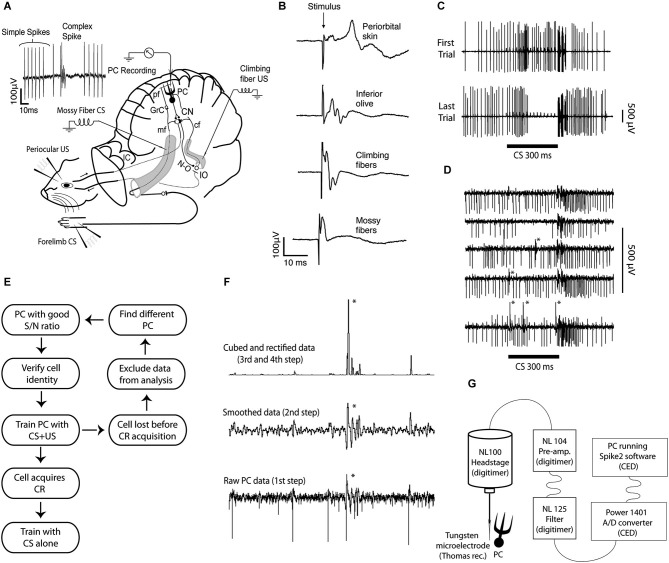 A
Simple Spikes
Complex
Spike
100µV
10ms
PC Recording
Climbing
fiber US
Mossy Fiber CS
pf
PC
GrC
CN
mf
cf
IC
N-O
IO
Periocular US
Forelimb CS
B
Stimulus
Periorbital
skin
Inferior
olive
Climbing
fibers
Mossy
fibers
100µV
10 ms
C
First
Trial
Last
Trial
500 µV
CS 300 ms
D
*
*
* * *
500 µV
CS 300 ms
E
PC with good
S/N ratio
Find different
PC
Verify cell
identity
Exclude data
from analysis
Train PC with
CS+US
Cell lost before
CR acquisition
Cell acquires
CR
Train with
CS alone
F
*
Cubed and rectified data
(3rd and 4th step)
Smoothed data (2nd step)
*
Raw PC data (1st step)
*
G
NL100
Headstage
(digitimer)
NL 104
Pre-amp.
(digitimer)
PC running
Spike2 software
(CED)
NL 125
Filter
(digitimer)
Power 1401
A/D converter
(CED)
Tungsten
microelectrode
(Thomas rec.)
PC